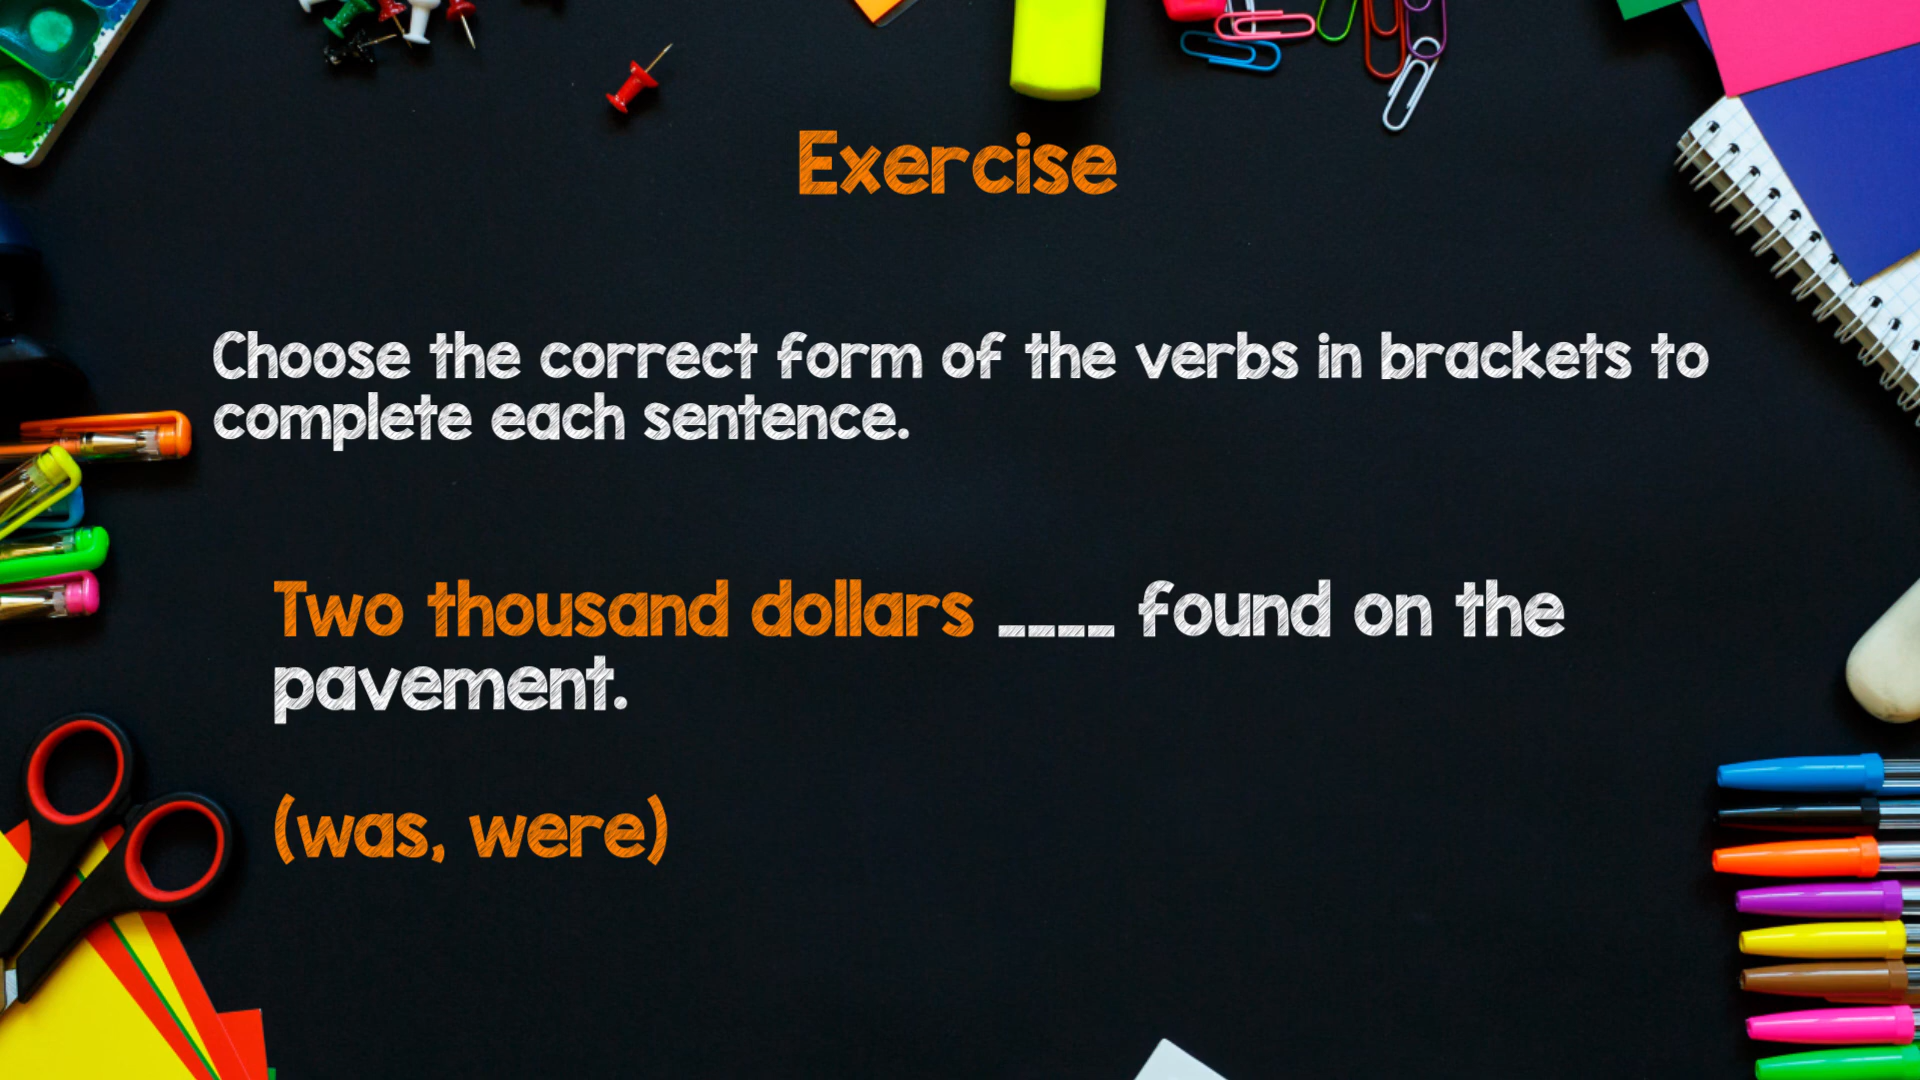 Exercise
Choose the correct form of the verbs in brackets to
complete each sentence.
Two thousand dollars ____ found on the
pavement.
(was, were)